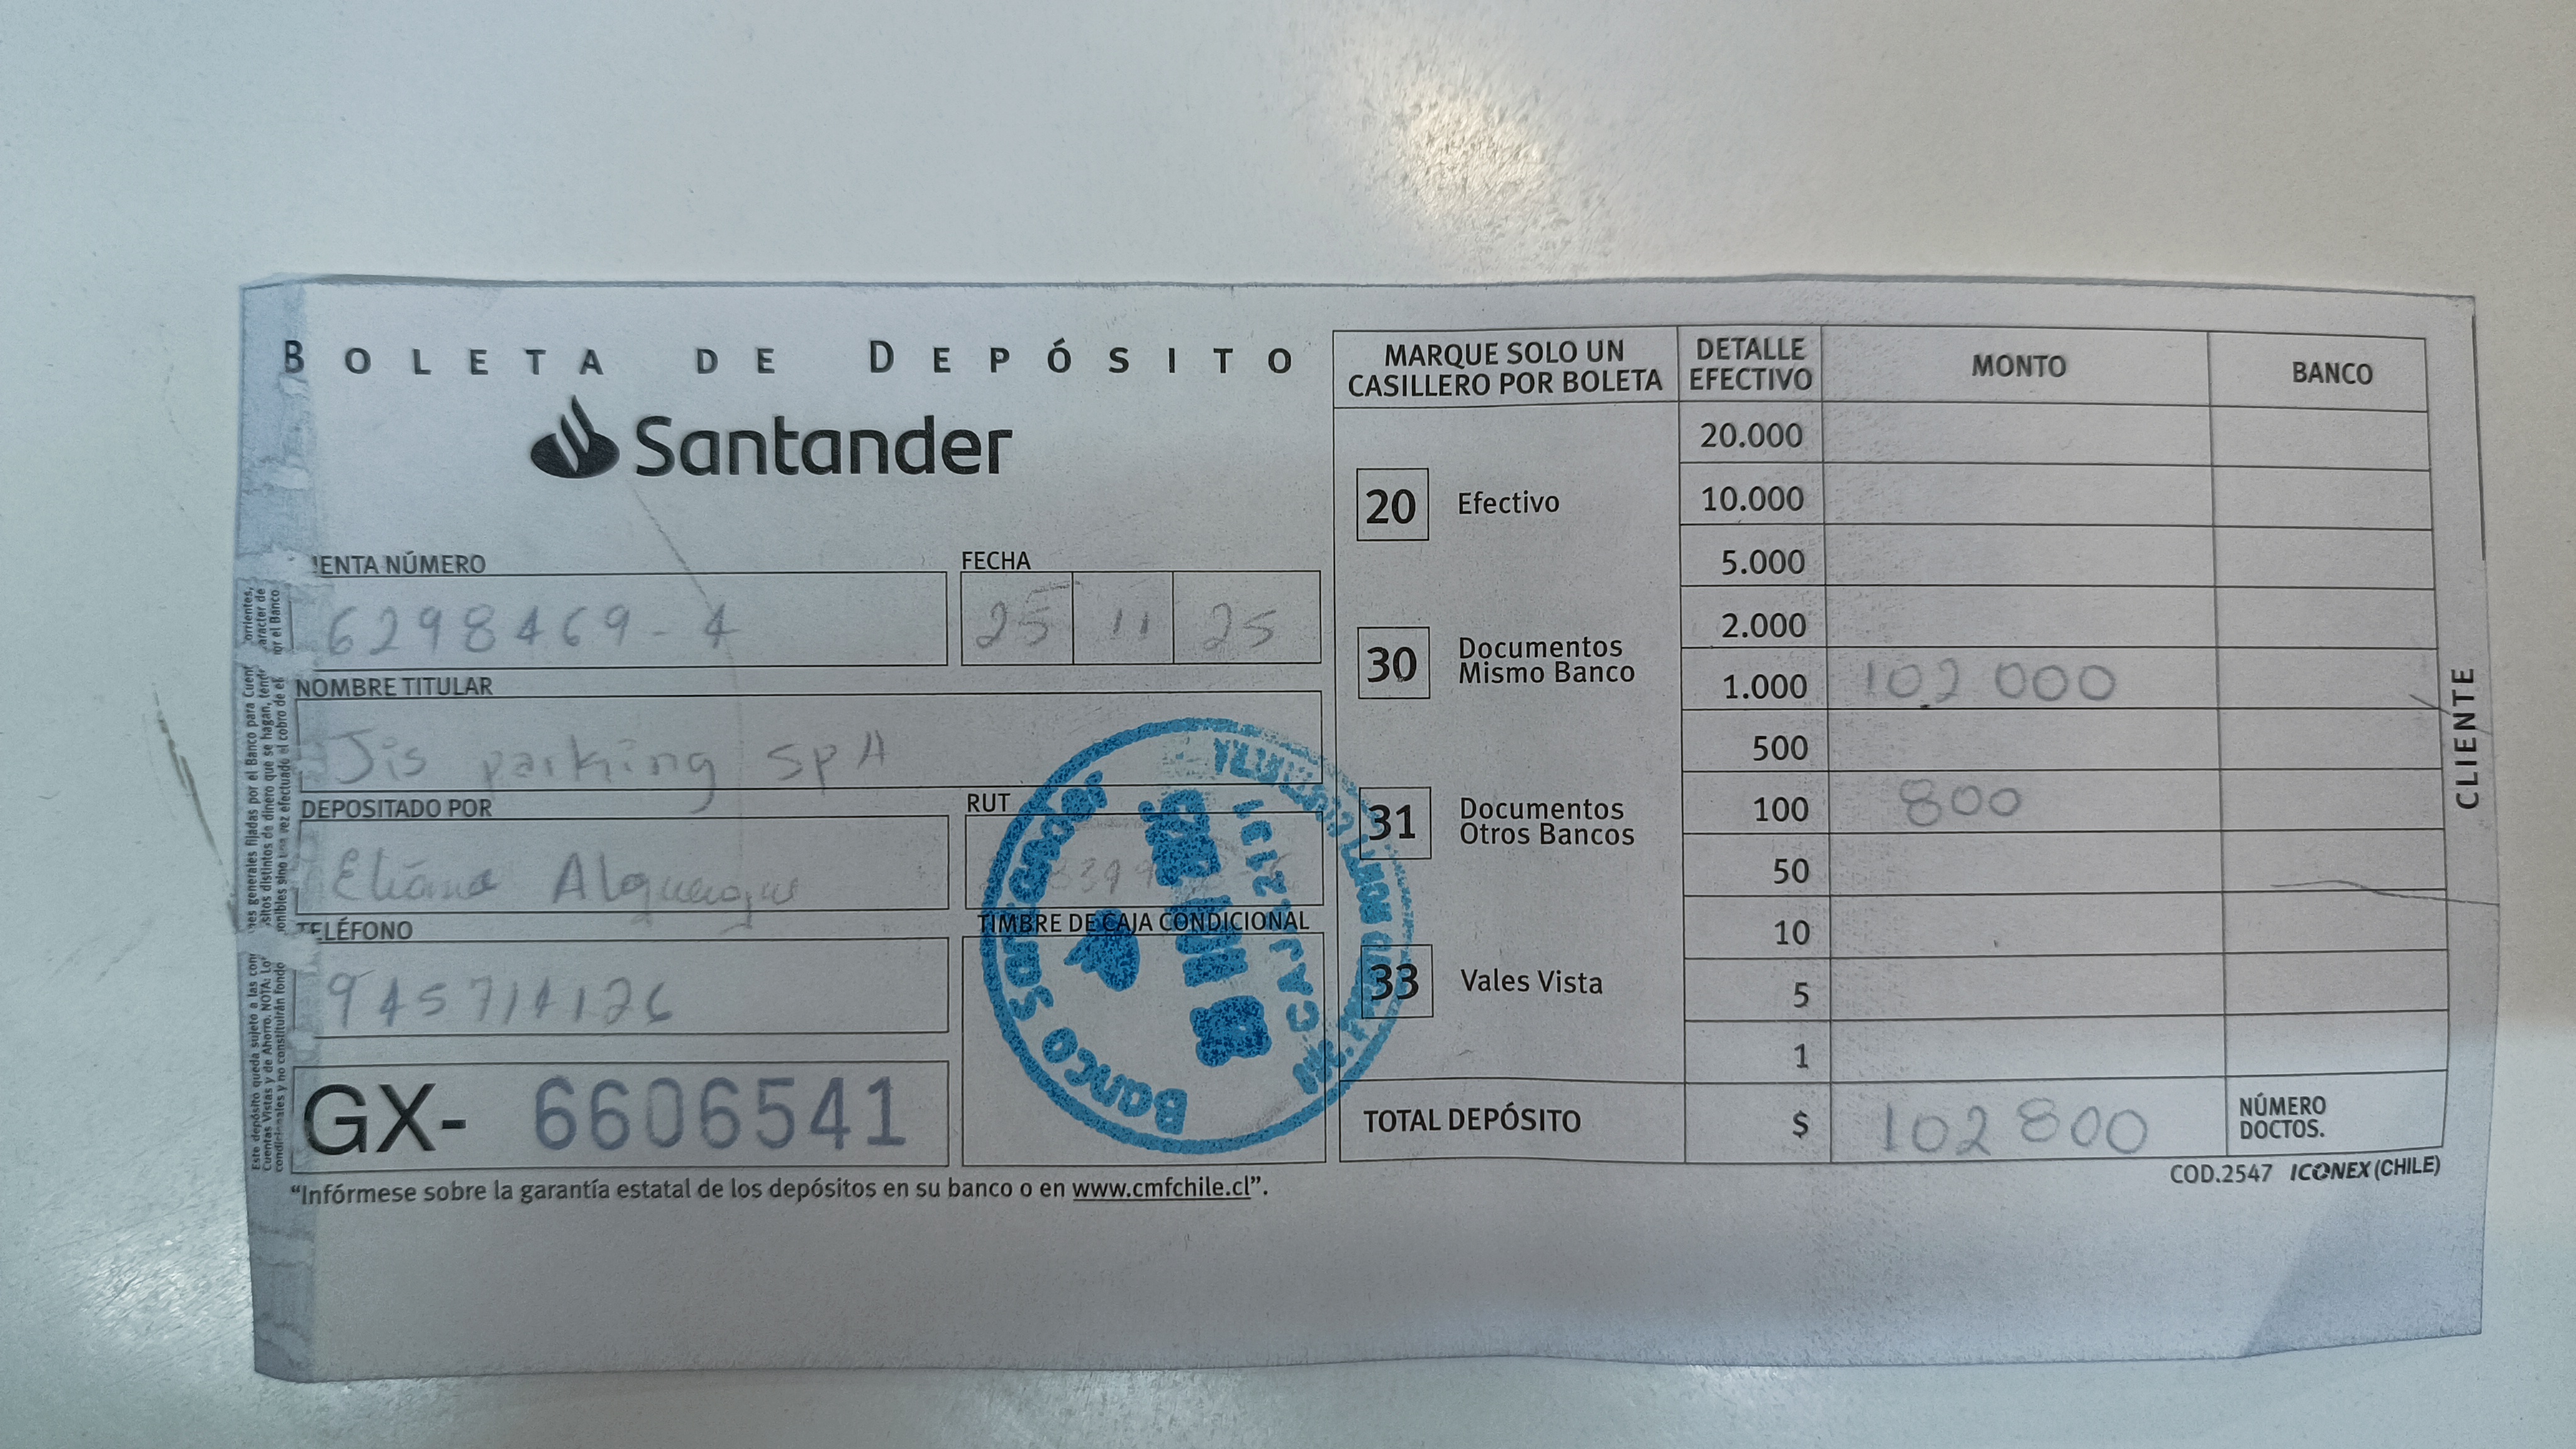 BOLETA DE DEPÓSITO
Santander
ENTA NÚMERO
6298469-4
FECHA
25 11 25
NOMBRE TITULAR
Jis parking SpA
DEPOSITADO POR
Eliana
RUT
TELÉFONO
945714126
TIMBRE DE CAJA CONDICIONAL
Banco Santander
GX- 6606541
"Infórmese sobre la garantía estatal de los depósitos en su banco o en www.cmfchile.cl".
MARQUE SOLO UN CASILLERO POR BOLETA
20 Efectivo
30 Documentos Mismo Banco
31 Documentos Otros Bancos
33 Vales Vista
DETALLE EFECTIVO MONTO BANCO
20.000
10.000
5.000
2.000
1.000 102 000
500
100 800
50
10
5
1
TOTAL DEPÓSITO $ 102 800 NÚMERO DOCTOS.
COD.2547 ICONEX (CHILE)
CLIENTE